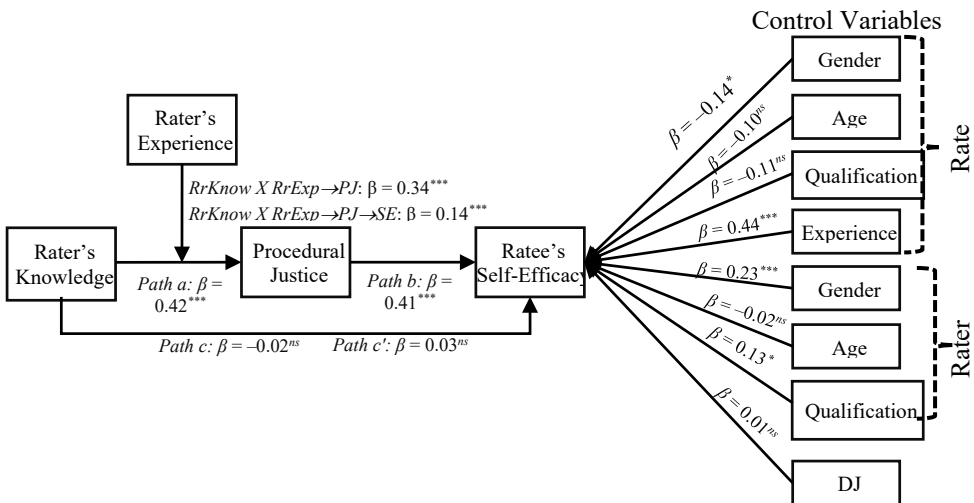 Control Variables
Gender
Age
Qualification
Experience
Rate
Gender
Age
Qualification
Rater
DJ
β = −0.14*
β = −0.10ns
β = −0.11ns
β = 0.44***
β = 0.23***
β = −0.02ns
β = 0.13*
β = 0.01ns
Rater's
Experience
RrKnow X RrExp→PJ: β = 0.34***
RrKnow X RrExp→PJ→SE: β = 0.14***
Rater's
Knowledge
Procedural
Justice
Ratee's
Self-Efficacy
Path a: β =
0.42***
Path b: β =
0.41***
Path c: β = −0.02ns
Path c′: β = 0.03ns